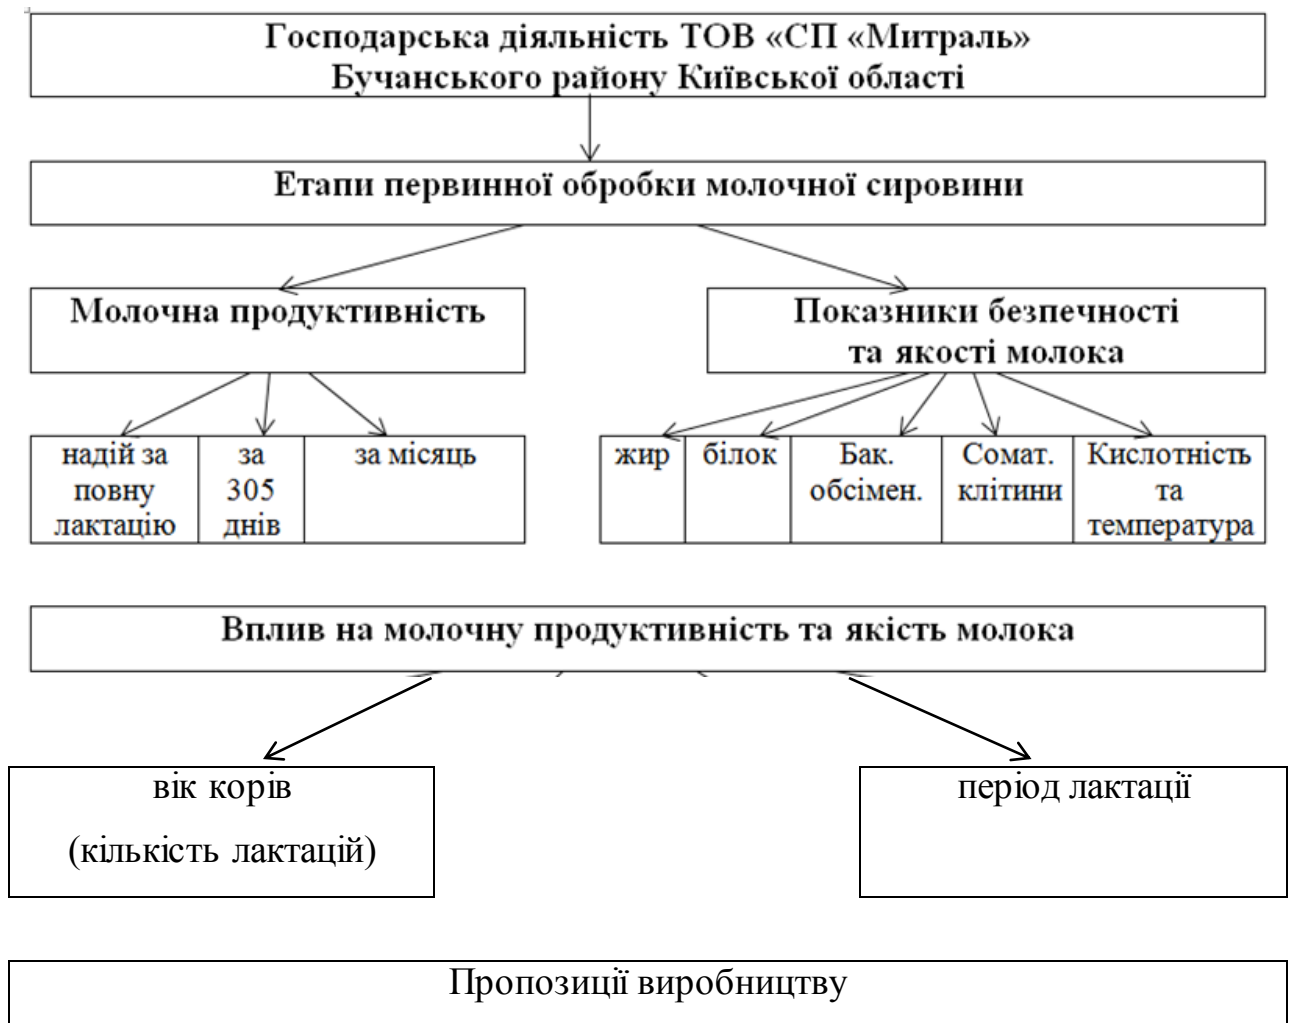 Господарська діяльність ТОВ «СП «Митраль»
Бучанського району Київської області
Етапи первинної обробки молочної сировини
Молочна продуктивність
Показники безпечності
та якості молока
надій за
повну
лактацію
за
305
днів
за місяць
жир
білок
Бак.
обсімен.
Сомат.
клітини
Кислотність
та
температура
Вплив на молочну продуктивність та якість молока
вік корів
(кількість лактацій)
період лактації
Пропозиції виробництву